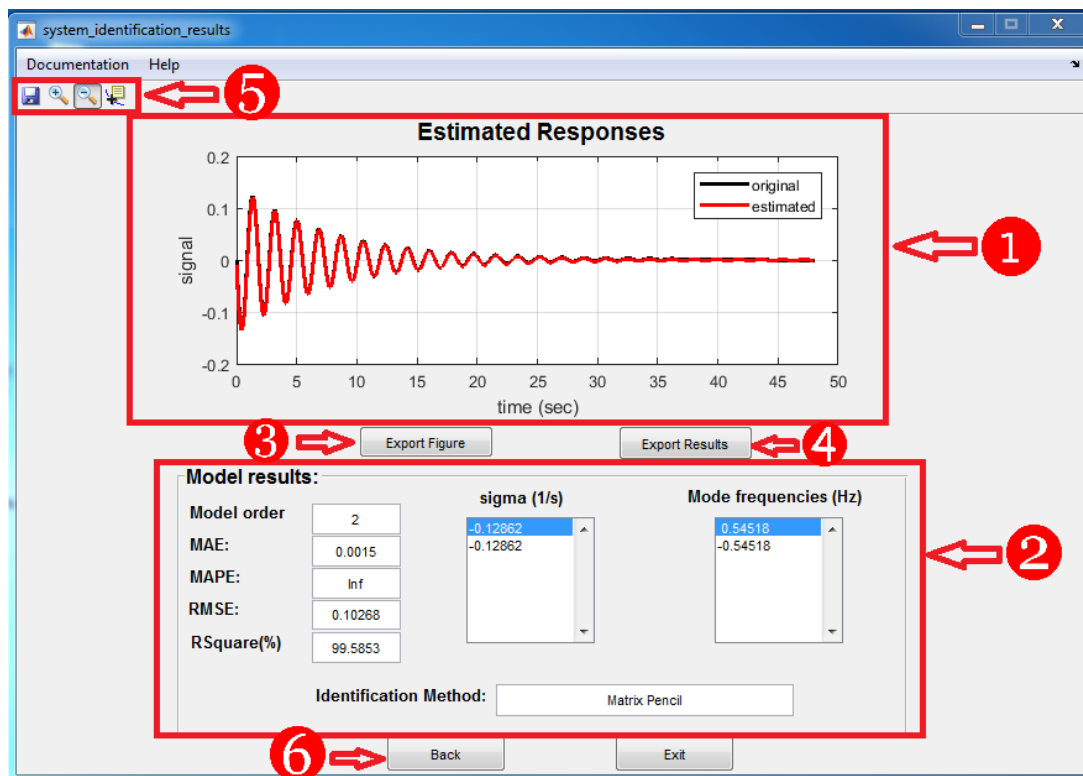 system_identification_results
Documentation Help
5
Estimated Responses
0.2
0.1
0
-0.1
-0.2
signal
original
estimated
1
0 5 10 15 20 25 30 35 40 45 50
time (sec)
3 Export Figure Export Results 4
Model results:
sigma (1/s) Mode frequencies (Hz)
Model order 2
-0.12862 0.54518
-0.12862 -0.54518
MAE: 0.0015
2
MAPE: Inf
RMSE: 0.10268
RSquare(%) 99.5853
Identification Method: Matrix Pencil
6 Back Exit